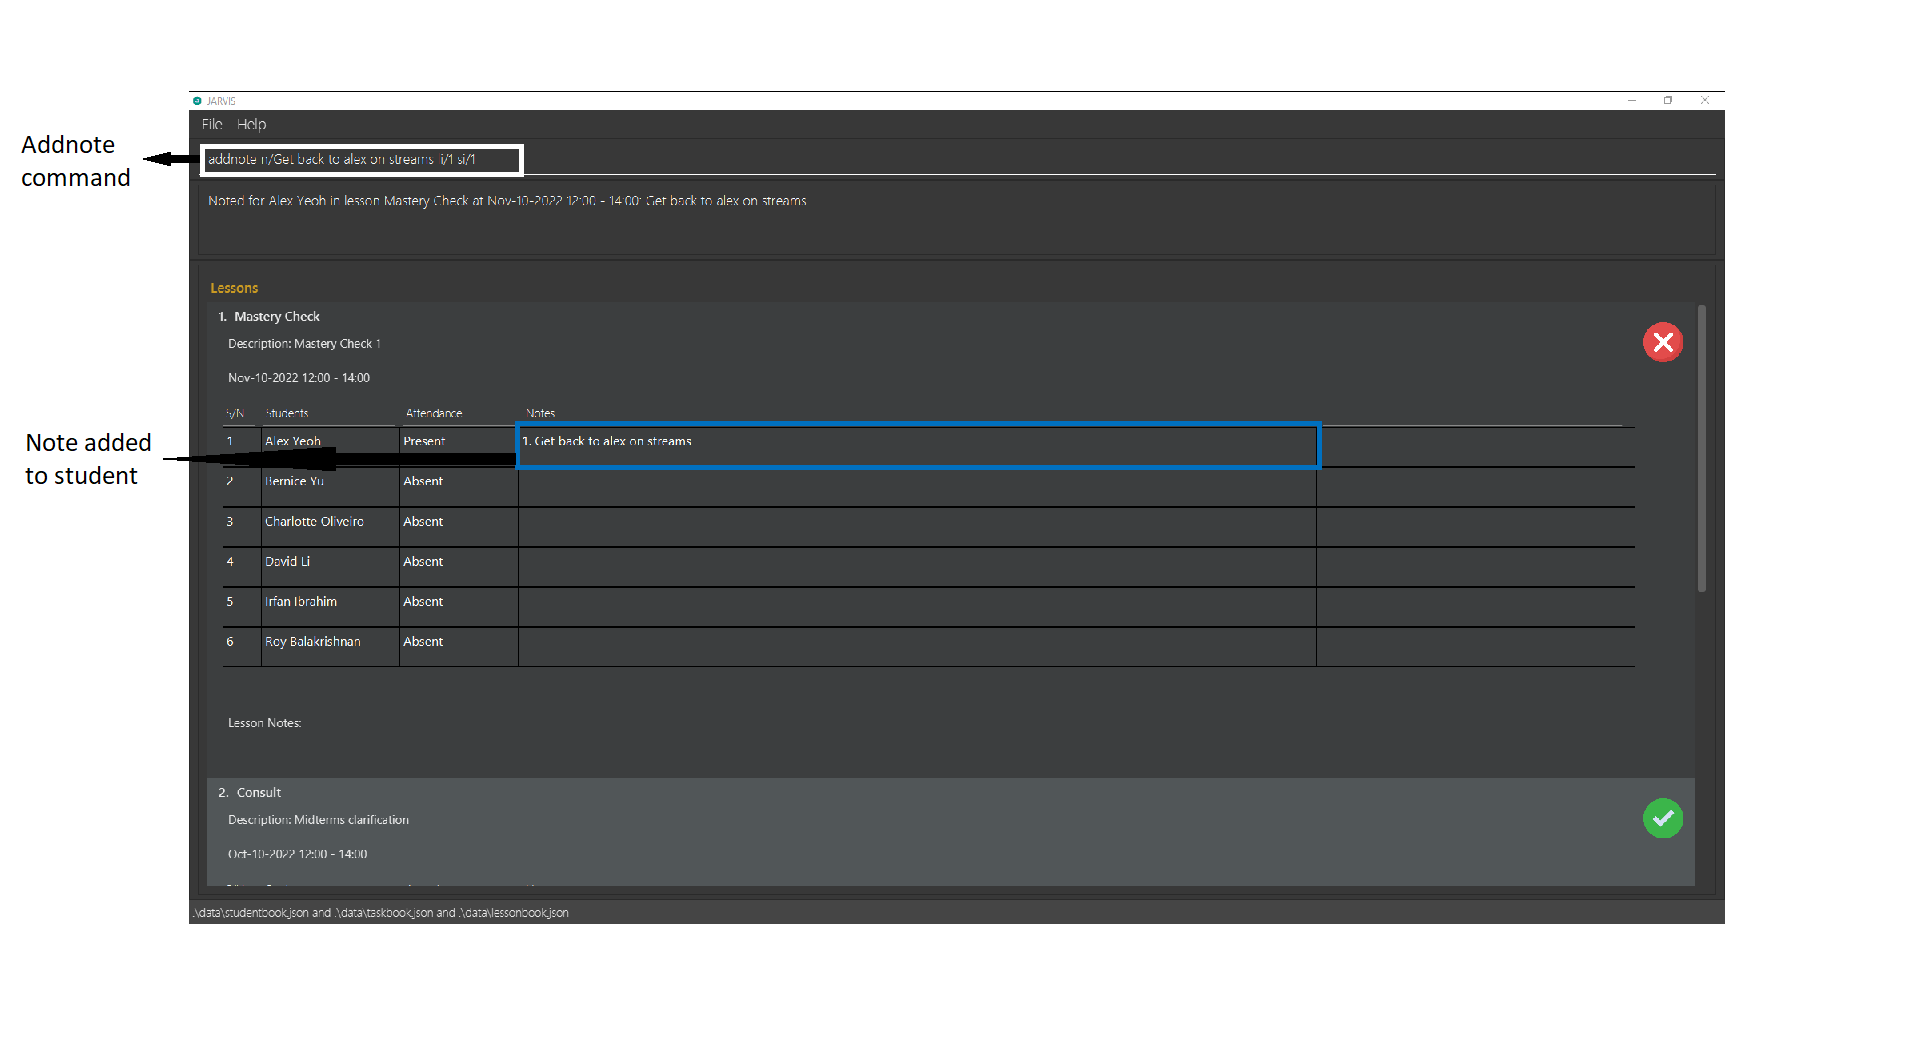 JARVIS
File Help
Addnote
command
addnote n/Get back to alex on streams li/1 si/1
Noted for Alex Yeoh in lesson Mastery Check at Nov-10-2022 12:00 - 14:00: Get back to alex on streams
Lessons
1. Mastery Check
Description: Mastery Check 1
Nov-10-2022 12:00 - 14:00
S/N Students Attendance Notes
Note added
to student
1 Alex Yeoh Present 1. Get back to alex on streams
2 Bernice Yu Absent
3 Charlotte Oliveiro Absent
4 David Li Absent
5 Irfan Ibrahim Absent
6 Roy Balakrishnan Absent
Lesson Notes:
2. Consult
Description: Midterms clarification
Oct-10-2022 12:00 - 14:00
.\data\studentbook.json and .\data\taskbook.json and .\data\lessonbook.json